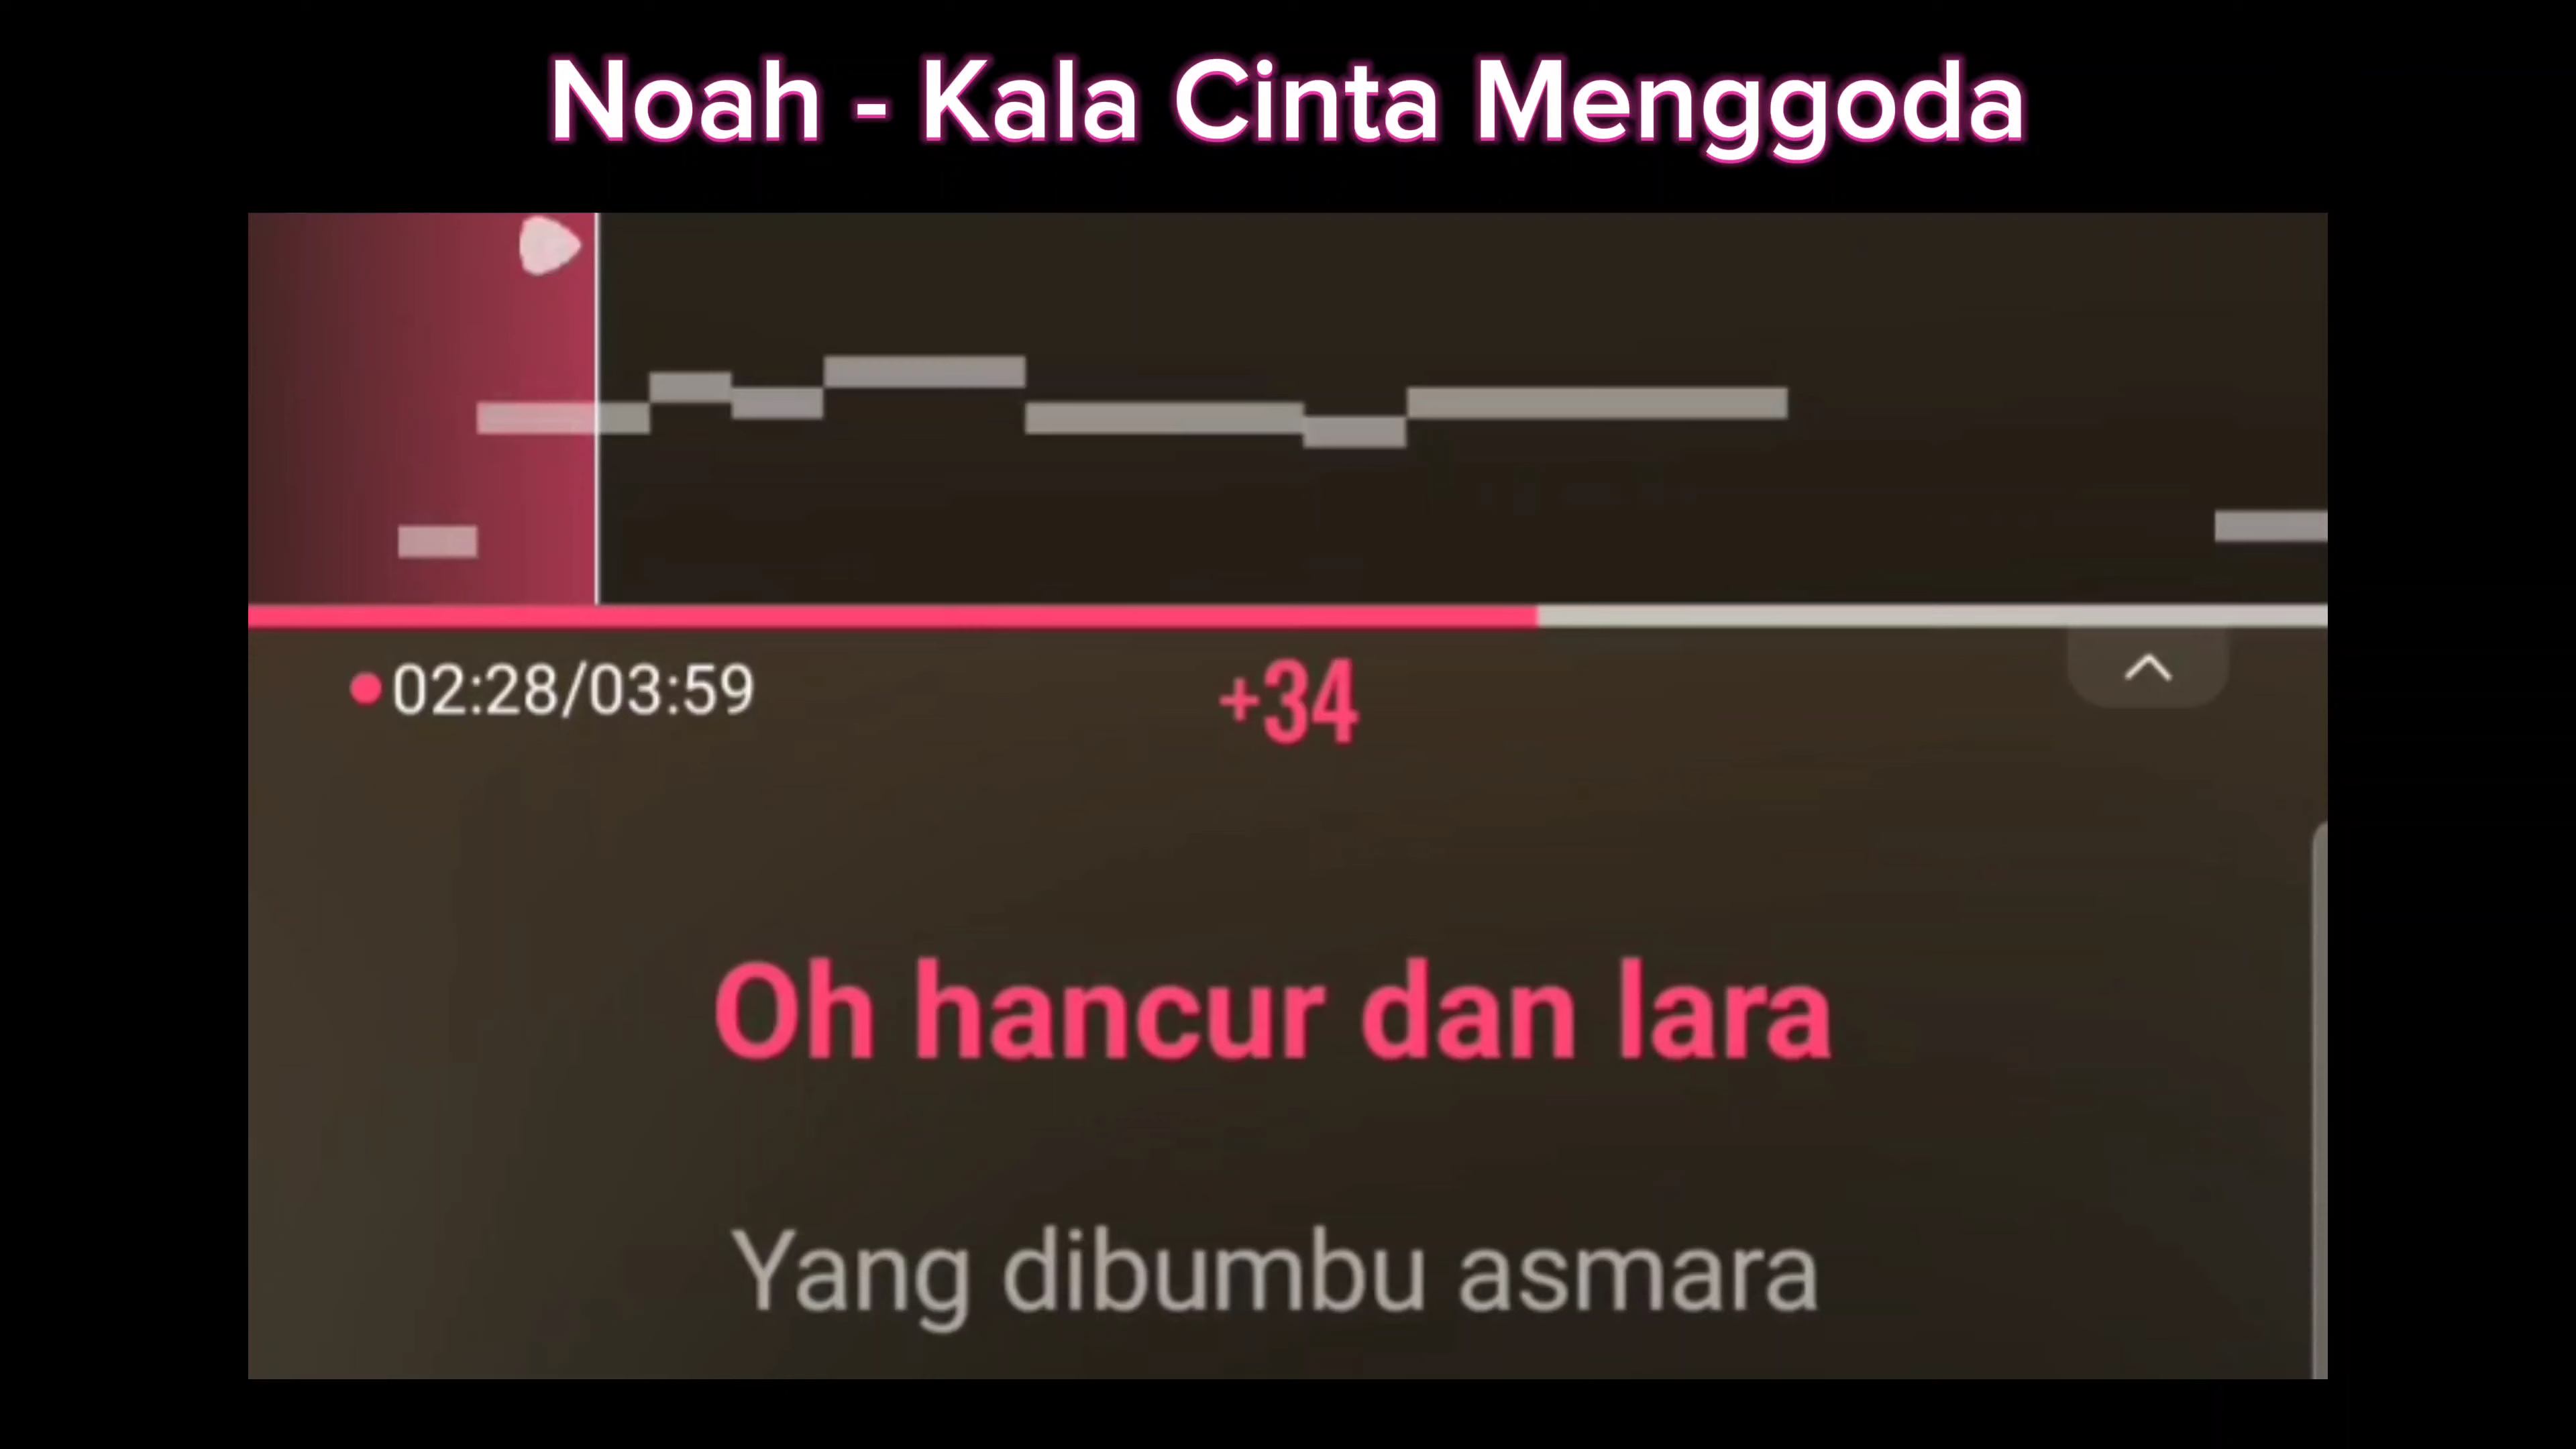 Noah - Kala Cinta Menggoda
02:28/03:59
+34
Oh hancur dan lara
Yang dibumbu asmara